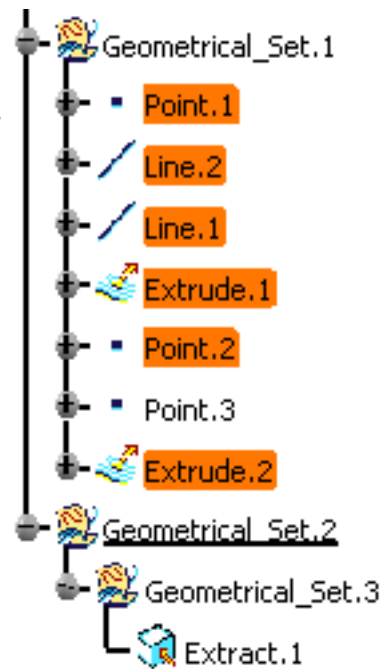 Geometrical_Set.1
Point.1
Line.2
Line.1
Extrude.1
Point.2
Point.3
Extrude.2
Geometrical_Set.2
Geometrical_Set.3
Extract.1